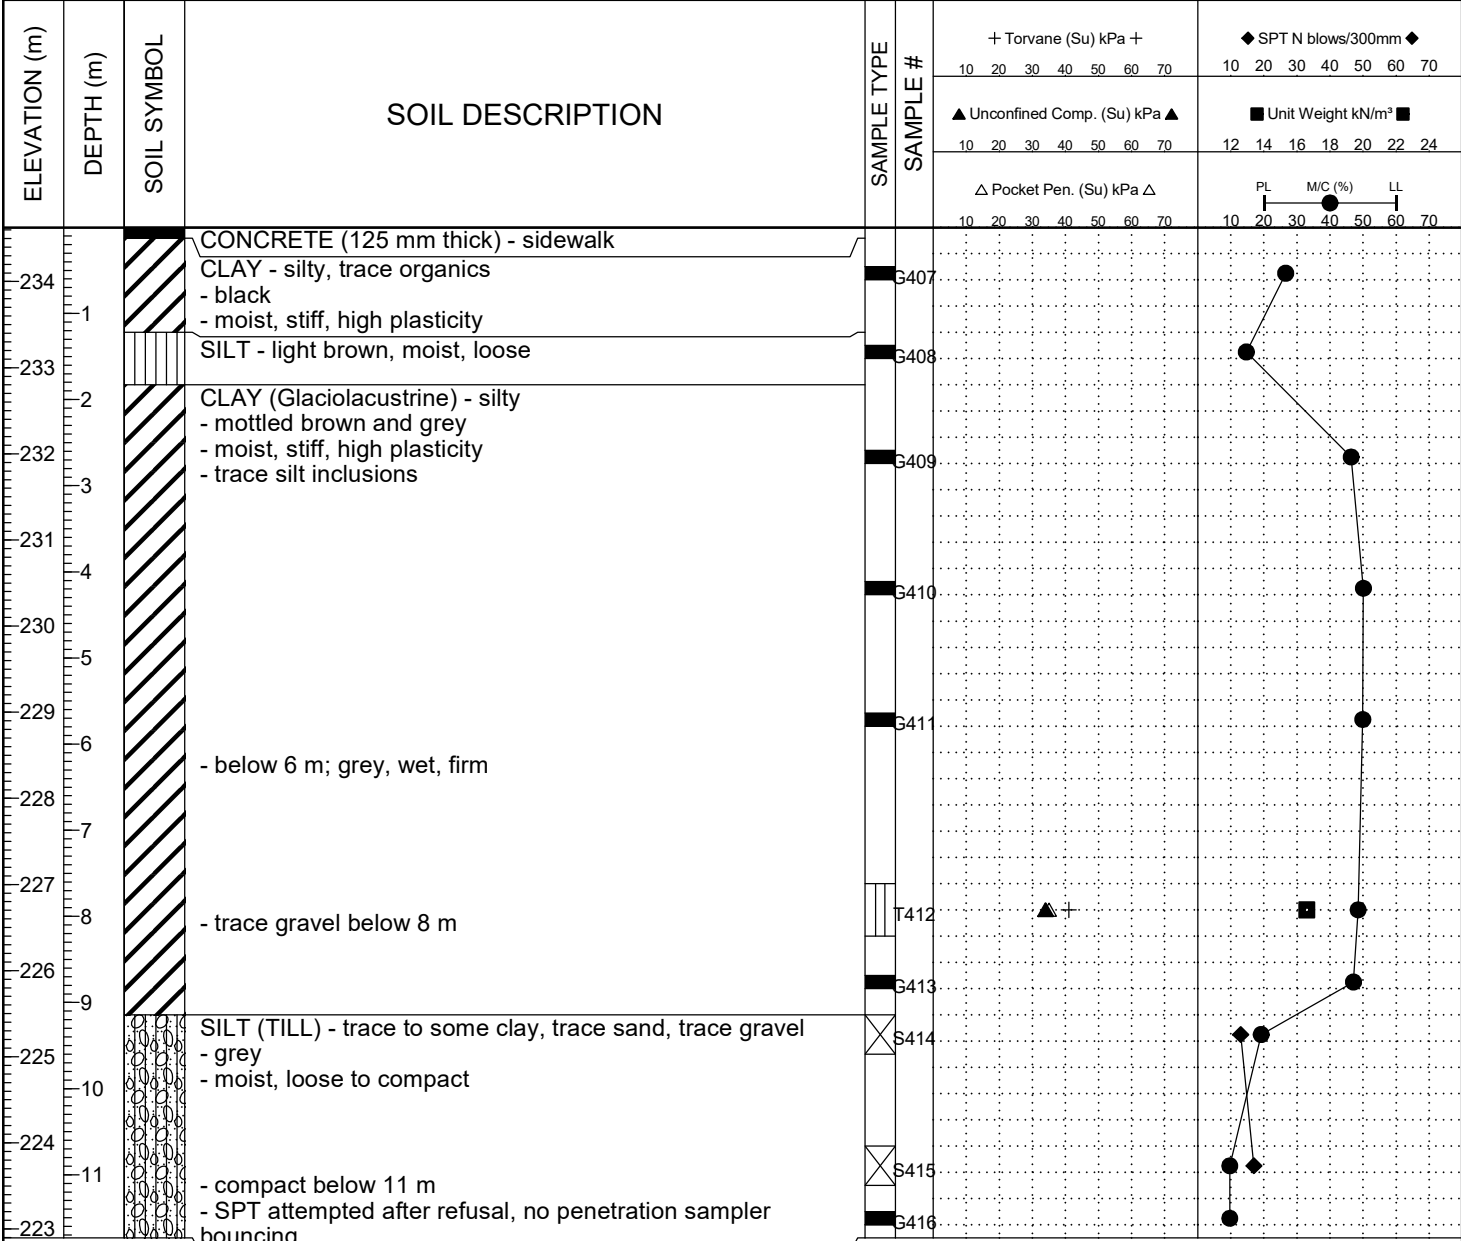 ELEVATION (m)
DEPTH (m)
SOIL SYMBOL
SOIL DESCRIPTION
SAMPLE TYPE
SAMPLE #
+ Torvane (Su) kPa +
10 20 30 40 50 60 70
▲ Unconfined Comp. (Su) kPa ▲
10 20 30 40 50 60 70
△ Pocket Pen. (Su) kPa △
10 20 30 40 50 60 70
◆ SPT N blows/300mm ◆
10 20 30 40 50 60 70
■ Unit Weight kN/m³ ■
12 14 16 18 20 22 24
PL M/C (%) LL
10 20 30 40 50 60 70
CONCRETE (125 mm thick) - sidewalk
CLAY - silty, trace organics
G407
234
- black
1
- moist, stiff, high plasticity
SILT - light brown, moist, loose
G408
233
2
CLAY (Glaciolacustrine) - silty
- mottled brown and grey
- moist, stiff, high plasticity
232
G409
- trace silt inclusions
3
231
4
G410
230
5
229
G411
6
- below 6 m; grey, wet, firm
228
7
227
8
T412
- trace gravel below 8 m
226
G413
9
SILT (TILL) - trace to some clay, trace sand, trace gravel
S414
- grey
225
- moist, loose to compact
10
224
11
S415
- compact below 11 m
- SPT attempted after refusal, no penetration sampler
G416
223
bouncing